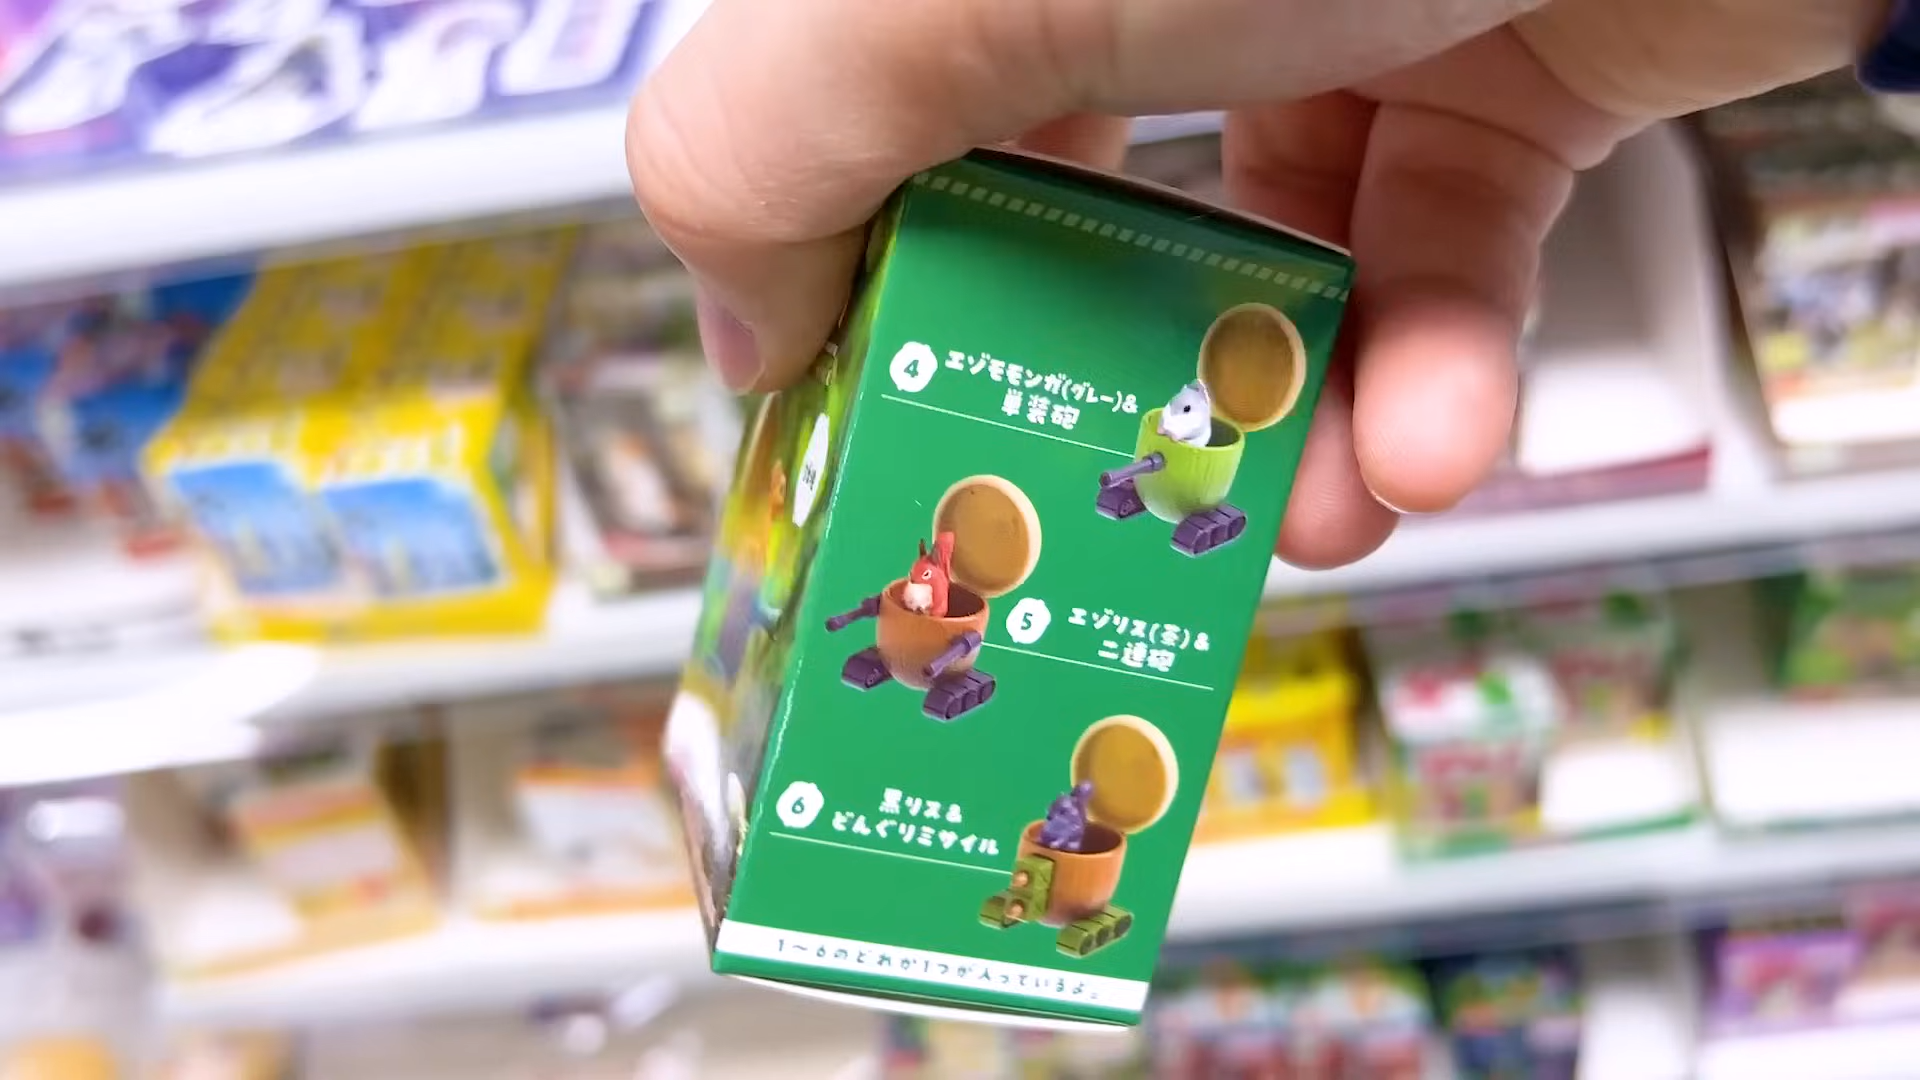 4
エゾモモンガ(グレー)&
単装砲
5
エゾリス(茶)&
二連砲
6
黒リス&
どんぐりミサイル
1～6のどれか1つが入っているよ。